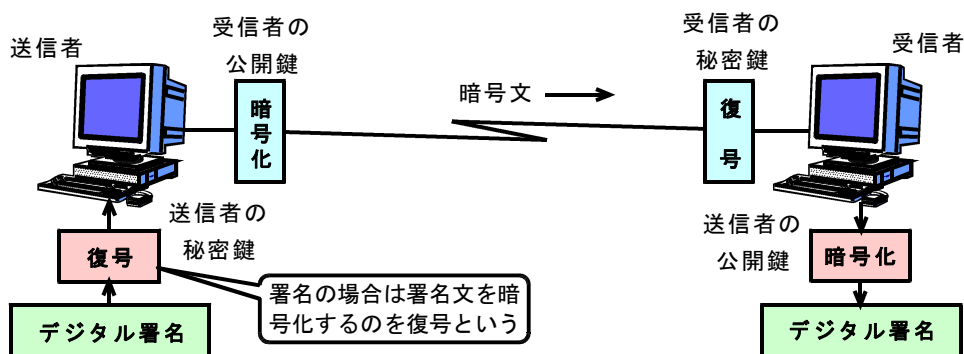 送信者
受信者の
公開鍵
暗号化
暗号文
受信者の
秘密鍵
復号
受信者
送信者の
秘密鍵
復号
デジタル署名
署名の場合は署名文を暗
号化するのを復号という
送信者の
公開鍵
暗号化
デジタル署名